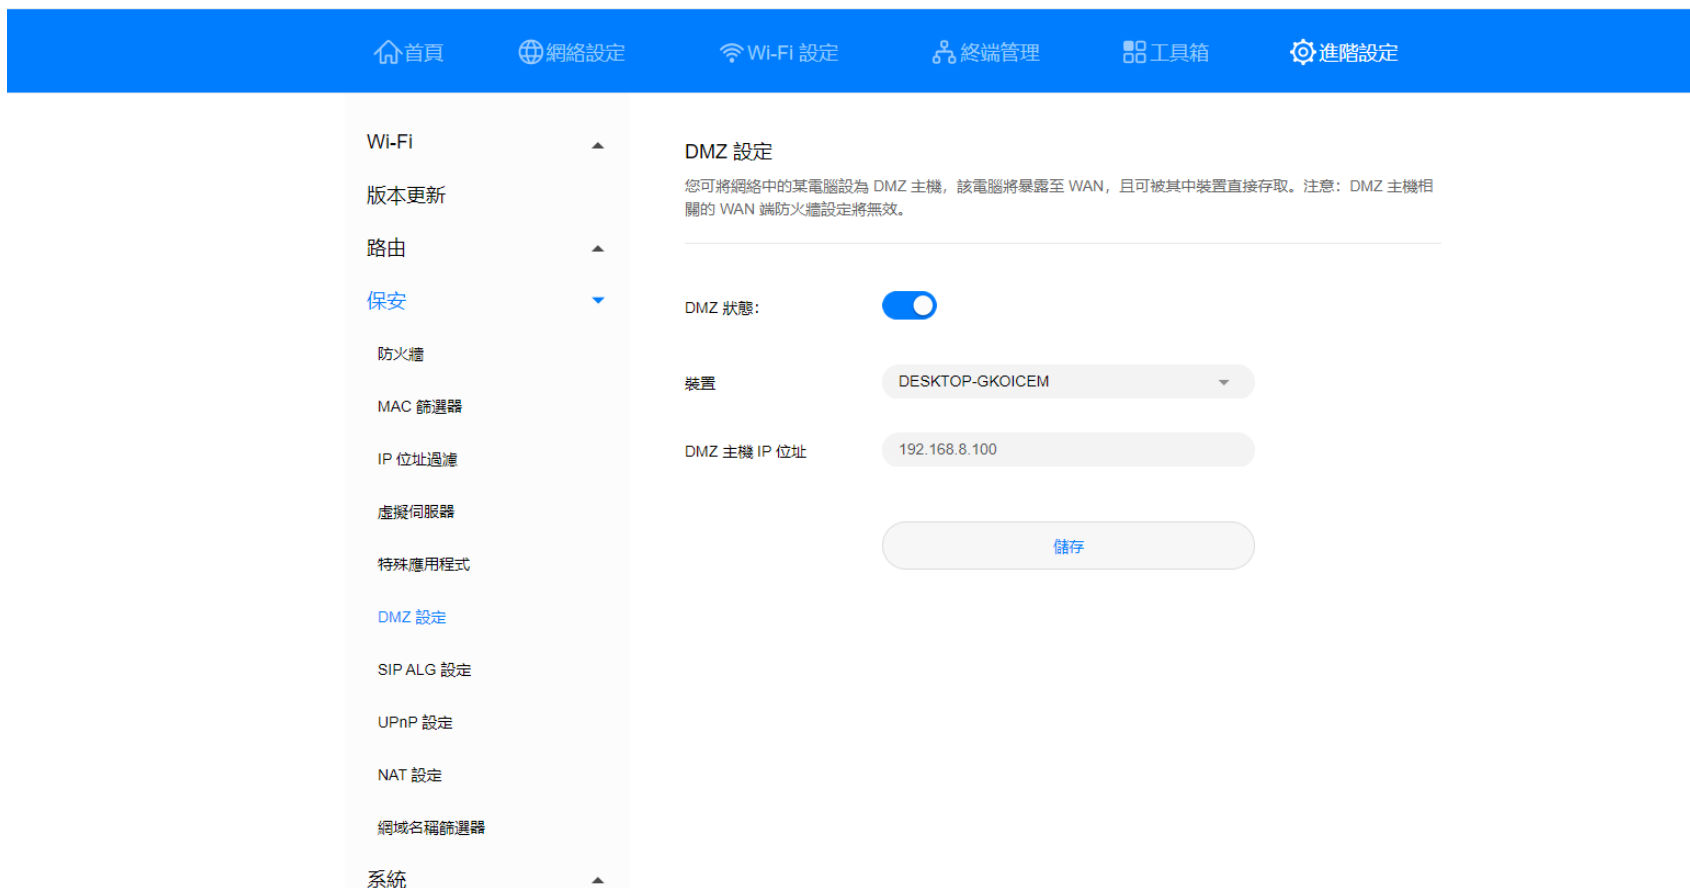 首頁 網絡設定 Wi-Fi 設定 終端管理 工具箱 進階設定
Wi-Fi
版本更新
路由
保安
防火牆
MAC 篩選器
IP 位址過濾
虛擬伺服器
特殊應用程式
DMZ 設定
SIP ALG 設定
UPnP 設定
NAT 設定
網域名稱篩選器
系統
DMZ 設定
您可將網絡中的某電腦設為 DMZ 主機，該電腦將暴露至 WAN，且可被其中裝置直接存取。注意：DMZ 主機相
關的 WAN 端防火牆設定將無效。
DMZ 狀態：
裝置 DESKTOP-GKOICEM
DMZ 主機 IP 位址 192.168.8.100
儲存